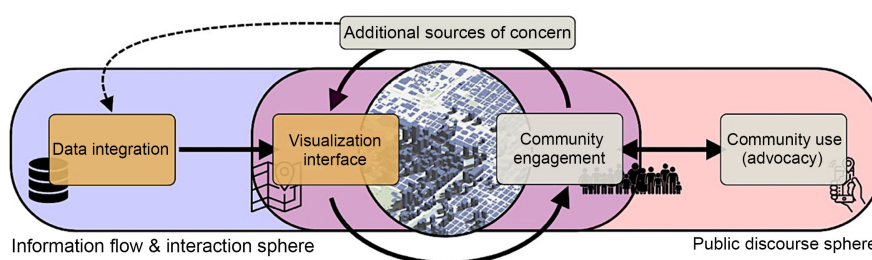 Additional sources of concern
Data integration
Visualization
interface
Community
engagement
Community use
(advocacy)
Information flow & interaction sphere
Public discourse sphere